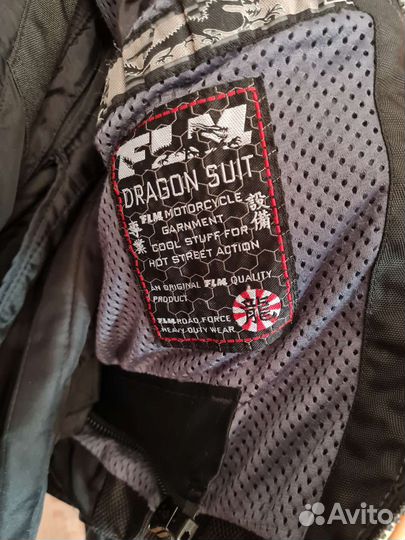 FLM
DRAGON SUIT
FLM MOTORCYCLE
GARNMENT
COOL STUFF FOR
HOT STREET ACTION
專業
設備
AN ORIGINAL FLM QUALITY
PRODUCT
FLM ROAD FORCE
HEAVY DUTY WEAR
龍
Avito